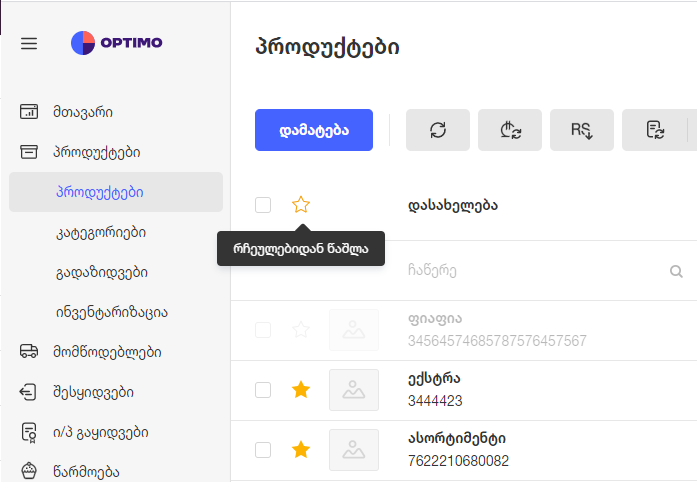 OPTIMO
მთავარი
პროდუქტები
პროდუქტები
კატეგორიები
გადაზიდვები
ინვენტარიზაცია
მომწოდებლები
შესყიდვები
ი/პ გაყიდვები
წარმოება
პროდუქტები
დამატება
RS
დასახელება
რჩეულებიდან წაშლა
ჩაწერე
ფიაფია
34564574685787576457567
ექსტრა
3444423
ასორტიმენტი
7622210680082